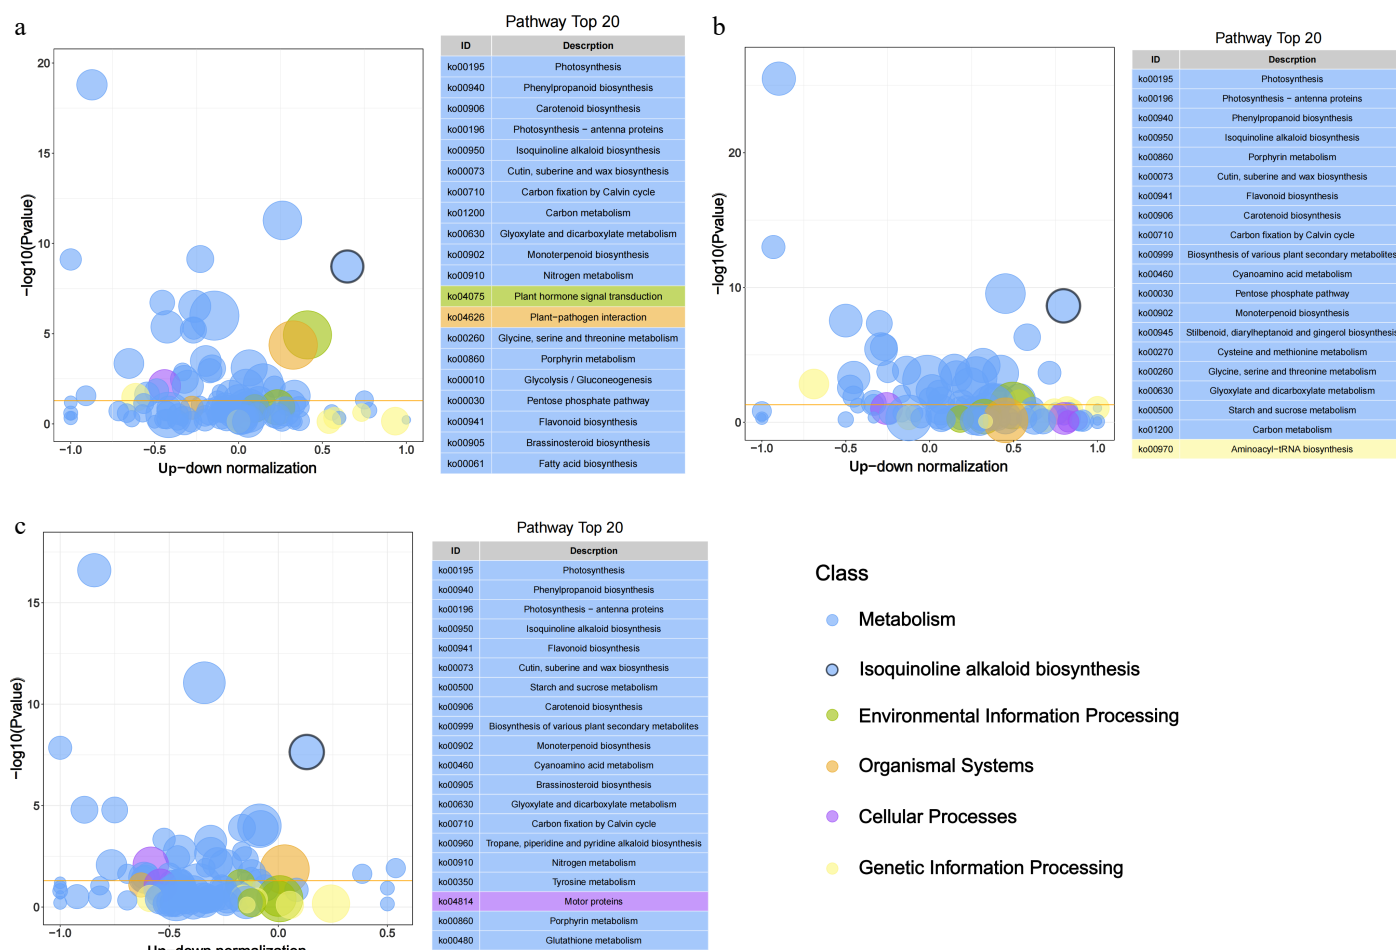 a
Pathway Top 20
ID Descrption
ko00195 Photosynthesis
ko00940 Phenylpropanoid biosynthesis
ko00906 Carotenoid biosynthesis
ko00196 Photosynthesis − antenna proteins
ko00950 Isoquinoline alkaloid biosynthesis
ko00073 Cutin, suberine and wax biosynthesis
ko00710 Carbon fixation by Calvin cycle
ko01200 Carbon metabolism
ko00630 Glyoxylate and dicarboxylate metabolism
ko00902 Monoterpenoid biosynthesis
ko00910 Nitrogen metabolism
ko04075 Plant hormone signal transduction
ko04626 Plant−pathogen interaction
ko00260 Glycine, serine and threonine metabolism
ko00860 Porphyrin metabolism
ko00010 Glycolysis / Gluconeogenesis
ko00030 Pentose phosphate pathway
ko00941 Flavonoid biosynthesis
ko00905 Brassinosteroid biosynthesis
ko00061 Fatty acid biosynthesis
−log10(Pvalue)
20
15
10
5
0
−1.0 −0.5 0.0 0.5 1.0
Up−down normalization
b
Pathway Top 20
ID Descrption
ko00195 Photosynthesis
ko00196 Photosynthesis − antenna proteins
ko00940 Phenylpropanoid biosynthesis
ko00950 Isoquinoline alkaloid biosynthesis
ko00860 Porphyrin metabolism
ko00073 Cutin, suberine and wax biosynthesis
ko00941 Flavonoid biosynthesis
ko00906 Carotenoid biosynthesis
ko00710 Carbon fixation by Calvin cycle
ko00999 Biosynthesis of various plant secondary metabolites
ko00460 Cyanoamino acid metabolism
ko00030 Pentose phosphate pathway
ko00902 Monoterpenoid biosynthesis
ko00945 Stilbenoid, diarylheptanoid and gingerol biosynthesis
ko00270 Cysteine and methionine metabolism
ko00260 Glycine, serine and threonine metabolism
ko00630 Glyoxylate and dicarboxylate metabolism
ko00500 Starch and sucrose metabolism
ko01200 Carbon metabolism
ko00970 Aminoacyl−tRNA biosynthesis
−log10(Pvalue)
20
10
0
−1.0 −0.5 0.0 0.5 1.0
Up−down normalization
c
Pathway Top 20
ID Descrption
ko00195 Photosynthesis
ko00940 Phenylpropanoid biosynthesis
ko00196 Photosynthesis − antenna proteins
ko00950 Isoquinoline alkaloid biosynthesis
ko00941 Flavonoid biosynthesis
ko00073 Cutin, suberine and wax biosynthesis
ko00500 Starch and sucrose metabolism
ko00906 Carotenoid biosynthesis
ko00999 Biosynthesis of various plant secondary metabolites
ko00902 Monoterpenoid biosynthesis
ko00460 Cyanoamino acid metabolism
ko00905 Brassinosteroid biosynthesis
ko00630 Glyoxylate and dicarboxylate metabolism
ko00710 Carbon fixation by Calvin cycle
ko00960 Tropane, piperidine and pyridine alkaloid biosynthesis
ko00910 Nitrogen metabolism
ko00350 Tyrosine metabolism
ko04814 Motor proteins
ko00860 Porphyrin metabolism
ko00480 Glutathione metabolism
−log10(Pvalue)
15
10
5
0
−1.0 −0.5 0.0 0.5
Up−down normalization
Class
Metabolism
Isoquinoline alkaloid biosynthesis
Environmental Information Processing
Organismal Systems
Cellular Processes
Genetic Information Processing